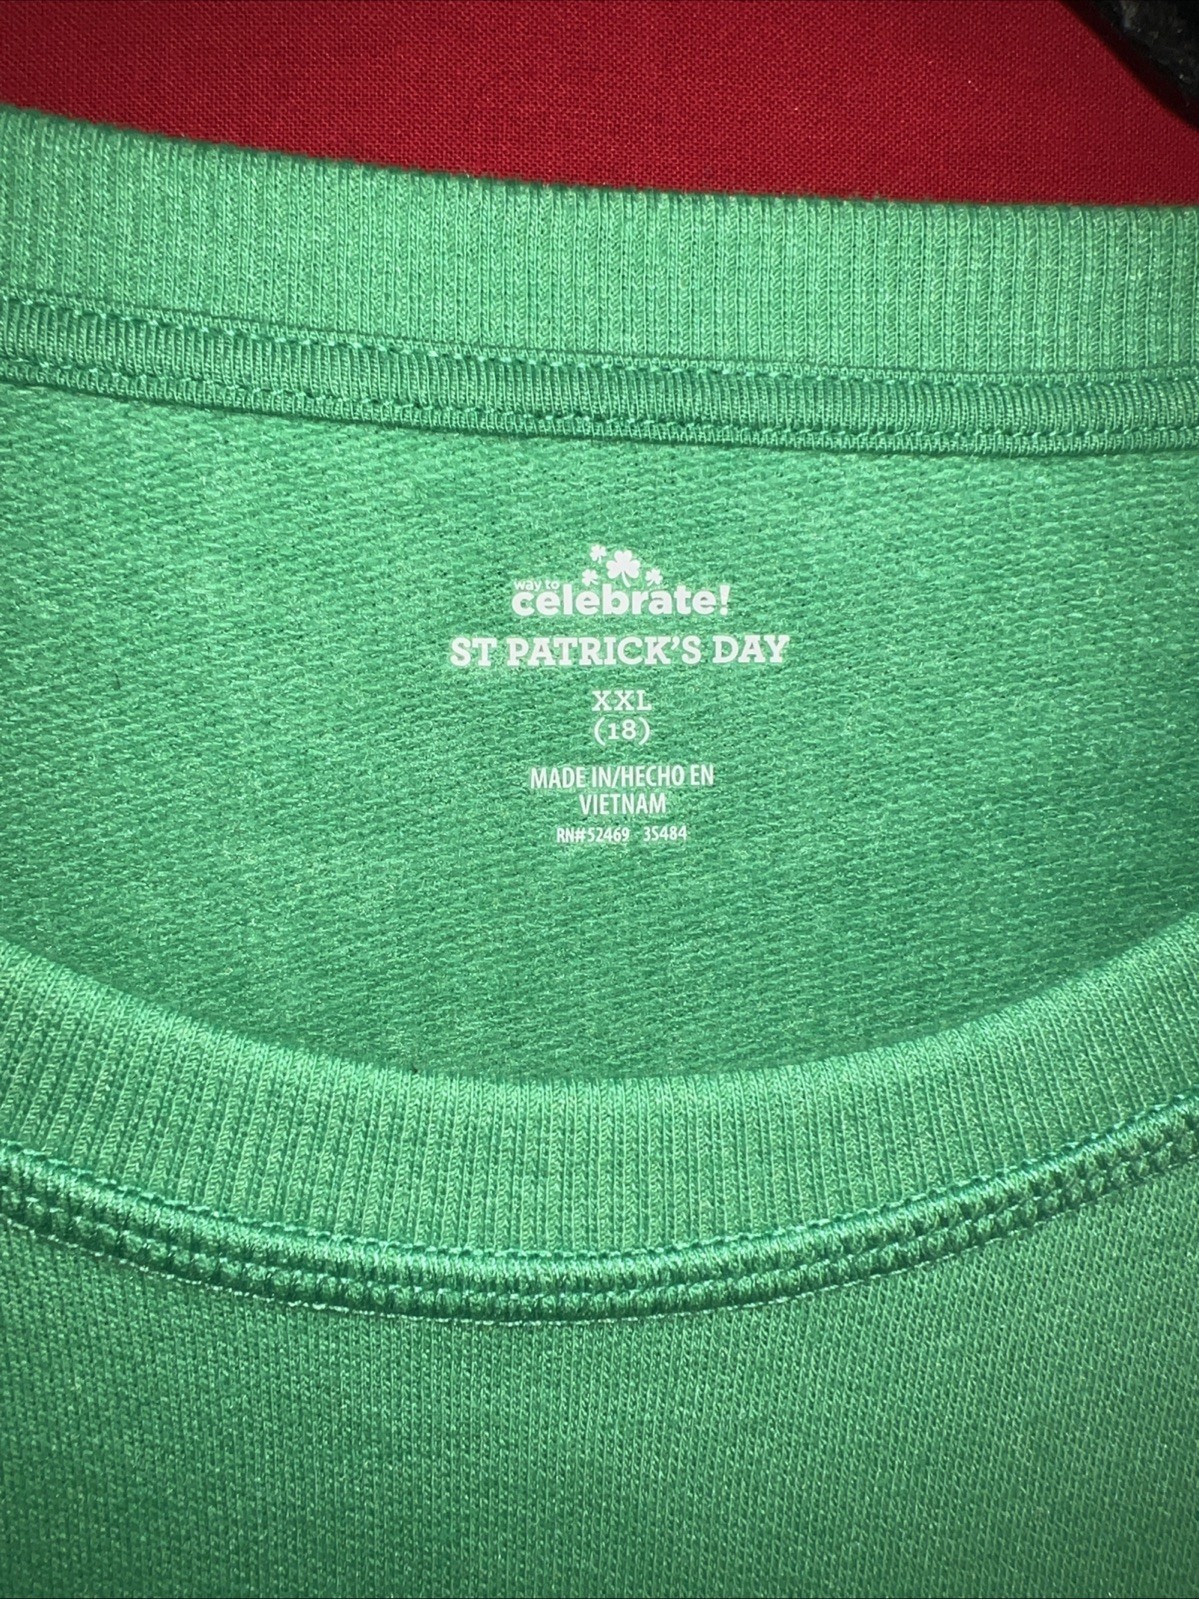 way to
celebrate!
ST PATRICK'S DAY
XXL
(18)
MADE IN/HECHO EN
VIETNAM
RN#52469 35484